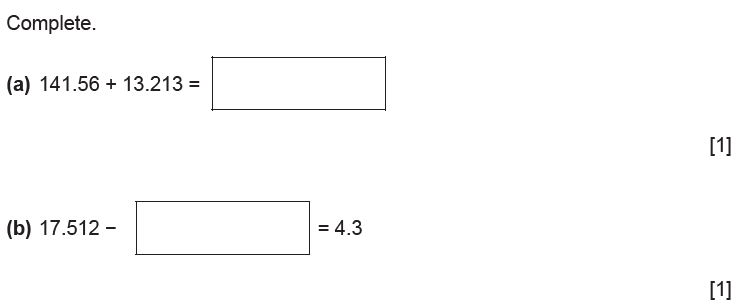 Complete.
(a) 141.56 + 13.213 =
[1]
(b) 17.512 − = 4.3
[1]